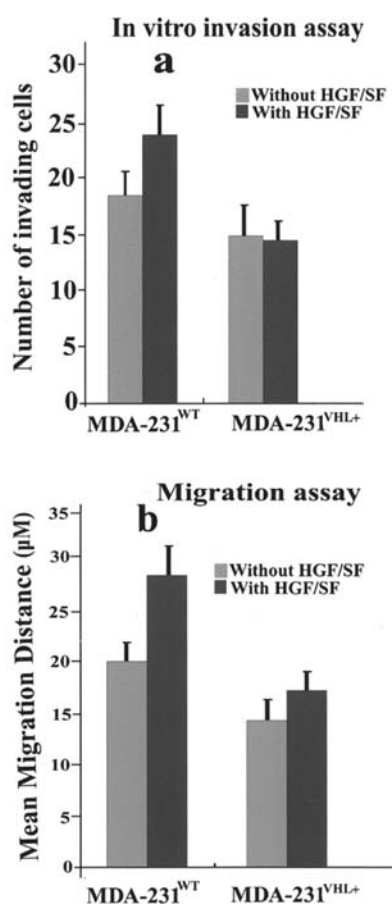 In vitro invasion assay
a
30
25
20
15
10
5
0
Number of invading cells
Without HGF/SF
With HGF/SF
MDA-231WT MDA-231VHL+
Migration assay
b
35
30
25
20
15
10
5
0
Mean Migration Distance (μM)
Without HGF/SF
With HGF/SF
MDA-231WT MDA-231VHL+